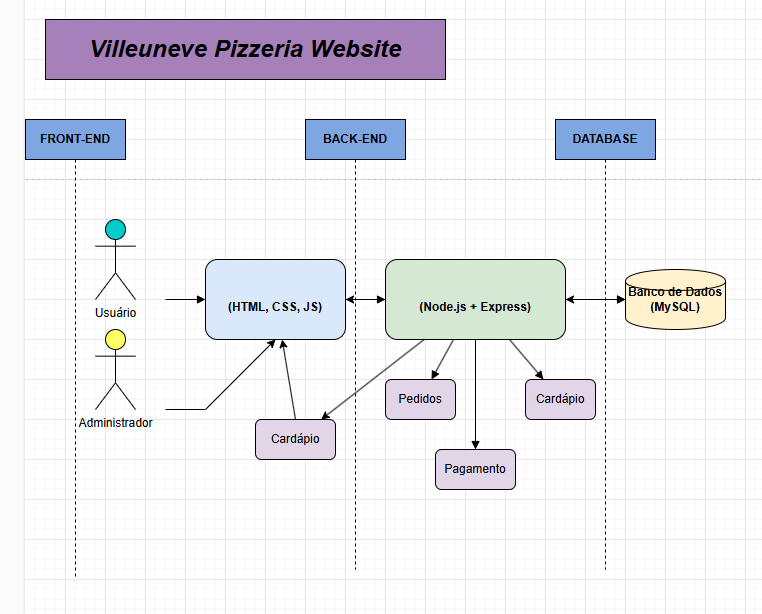 Villeuneve Pizzeria Website
FRONT-END
BACK-END
DATABASE
Usuário
(HTML, CSS, JS)
(Node.js + Express)
Banco de Dados
(MySQL)
Administrador
Cardápio
Pedidos
Cardápio
Pagamento